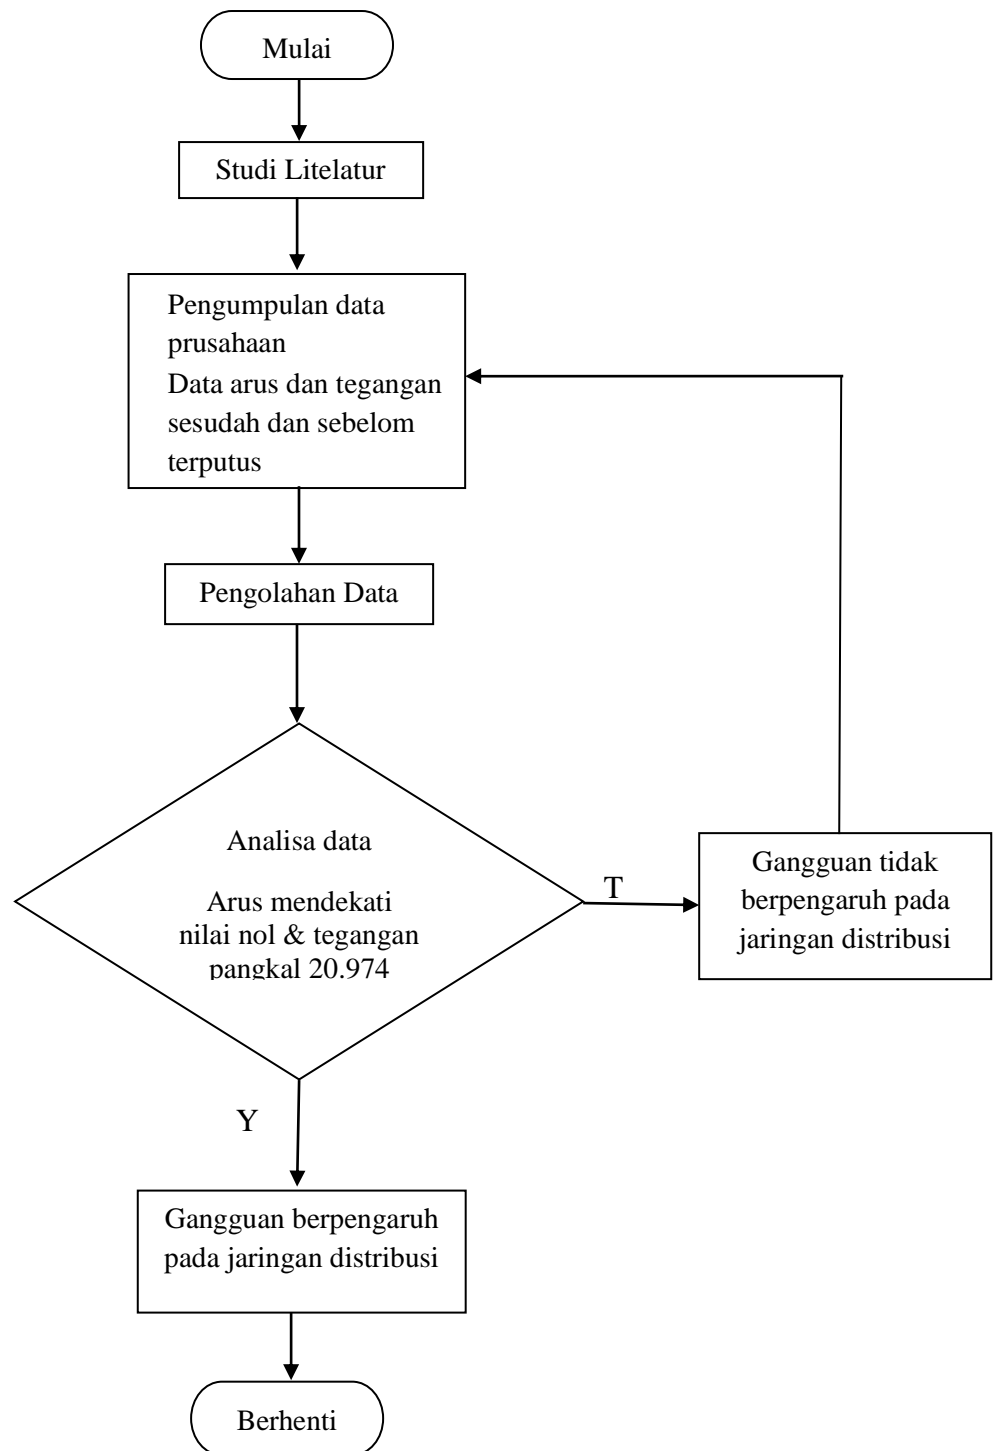 Mulai
Studi Litelatur
Pengumpulan data
prusahaan
Data arus dan tegangan
sesudah dan sebelom
terputus
Pengolahan Data
Analisa data
Arus mendekati
nilai nol & tegangan
pangkal 20.974
T
Gangguan tidak
berpengaruh pada
jaringan distribusi
Y
Gangguan berpengaruh
pada jaringan distribusi
Berhenti